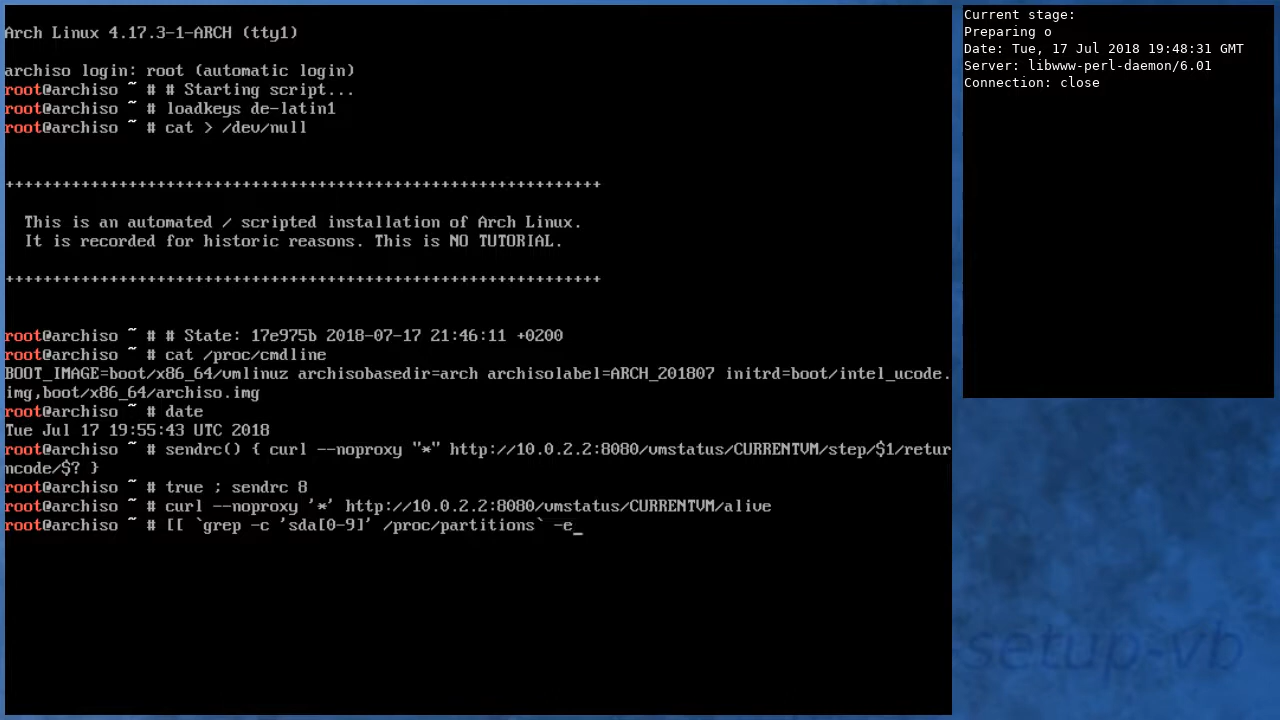 Arch Linux 4.17.3-1-ARCH (tty1)
archiso login: root (automatic login)
root@archiso ~ # # Starting script...
root@archiso ~ # loadkeys de-latin1
root@archiso ~ # cat > /dev/null
++++++++++++++++++++++++++++++++++++++++++++++++++++++++++++++++
This is an automated / scripted installation of Arch Linux.
It is recorded for historic reasons. This is NO TUTORIAL.
++++++++++++++++++++++++++++++++++++++++++++++++++++++++++++++++
root@archiso ~ # # State: 17e975b 2018-07-17 21:46:11 +0200
root@archiso ~ # cat /proc/cmdline
BOOT_IMAGE=boot/x86_64/vmlinuz archisobasedir=arch archisolabel=ARCH_201807 initrd=boot/intel_ucode.
img,boot/x86_64/archiso.img
root@archiso ~ # date
Tue Jul 17 19:55:43 UTC 2018
root@archiso ~ # sendrc() { curl --noproxy "*" http://10.0.2.2:8080/vmstatus/CURRENTVM/step/$1/retur
ncode/$? }
root@archiso ~ # true ; sendrc 8
root@archiso ~ # curl --noproxy '*' http://10.0.2.2:8080/vmstatus/CURRENTVM/alive
root@archiso ~ # [[ `grep -c 'sda[0-9]' /proc/partitions` -e_
Current stage:
Preparing o
Date: Tue, 17 Jul 2018 19:48:31 GMT
Server: libwww-perl-daemon/6.01
Connection: close
setup-vb